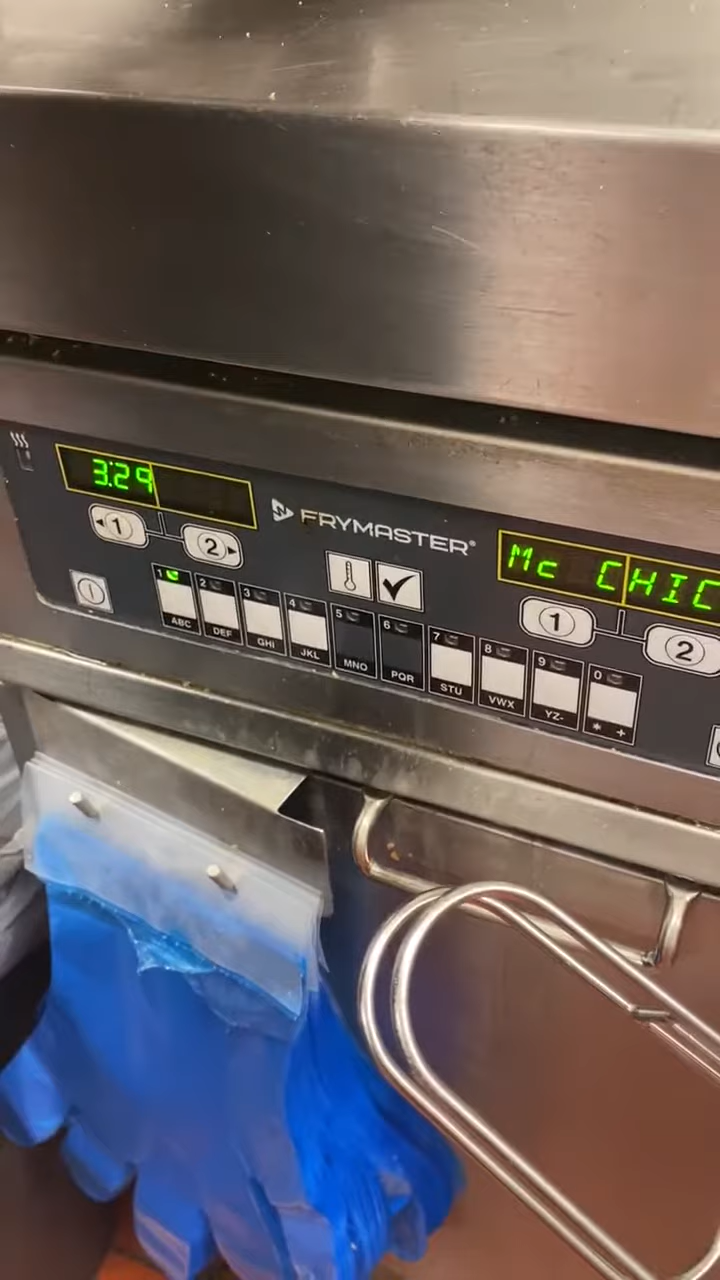 3:29
FRYMASTER®
Mc CHIC
1
2
1
2
1 2 3 4 5 6 7 8 9 0
ABC DEF GHI JKL MNO PQR STU VWX YZ- * +